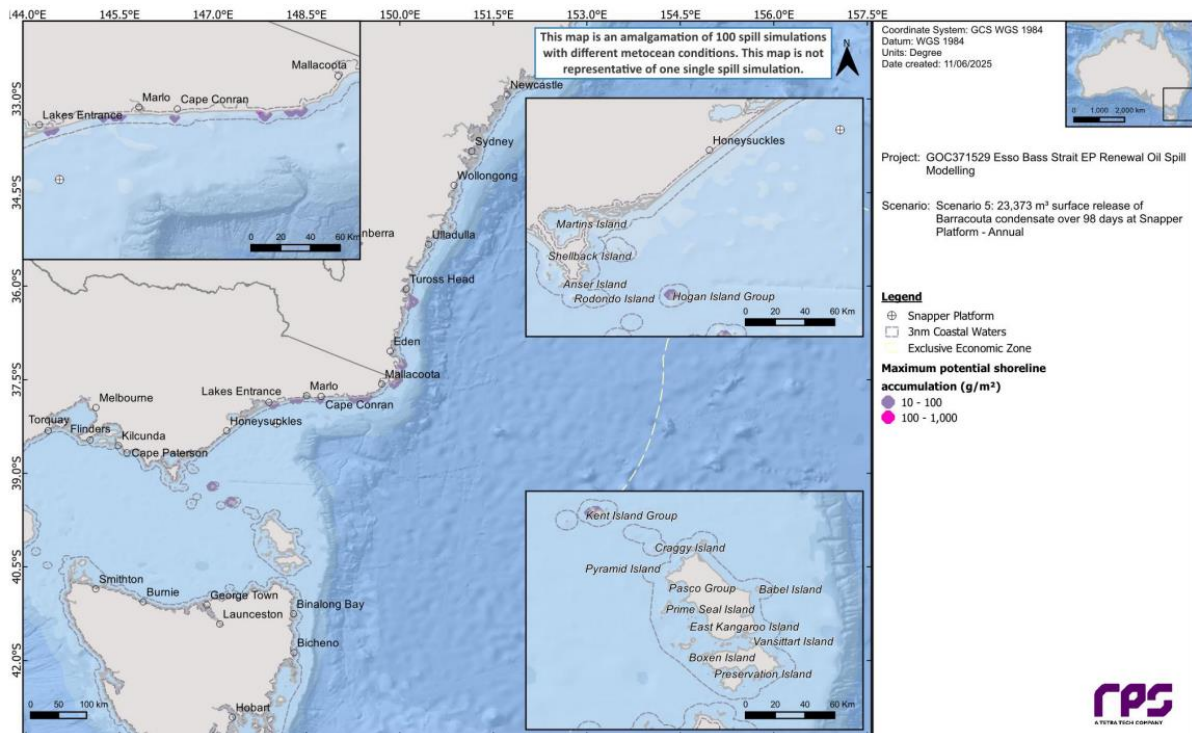 144.0°E 145.5°E 147.0°E 148.5°E 150.0°E 151.5°E 153.0°E 154.5°E 156.0°E 157.5°E
This map is an amalgamation of 100 spill simulations
with different metocean conditions. This map is not
representative of one single spill simulation.
N
Mallacoota
Marlo
Cape Conran
Lakes Entrance
0 20 40 60 Km
33.0°S
34.5°S
36.0°S
37.5°S
39.0°S
40.5°S
42.0°S
Newcastle
Sydney
Wollongong
nberra
Ulladulla
Tuross Head
Eden
Mallacoota
Lakes Entrance
Marlo
Cape Conran
Melbourne
Honeysuckles
Torquay
Flinders
Kilcunda
Cape Paterson
Smithton
Burnie
George Town
Launceston
Binalong Bay
Bicheno
Hobart
0 50 100 km
Honeysuckles
Martins Island
Shellback Island
Anser Island
Rodondo Island
Hogan Island Group
0 20 40 60 Km
Kent Island Group
Craggy Island
Pyramid Island
Pasco Group
Babel Island
Prime Seal Island
East Kangaroo Island
Vansittart Island
Boxen Island
Preservation Island
0 20 40 60 Km
Coordinate System: GCS WGS 1984
Datum: WGS 1984
Units: Degree
Date created: 11/06/2025
0 1,000 2,000 km
Project: GOC371529 Esso Bass Strait EP Renewal Oil Spill
Modelling
Scenario: Scenario 5: 23,373 m³ surface release of
Barracouta condensate over 98 days at Snapper
Platform - Annual
Legend
Snapper Platform
3nm Coastal Waters
Exclusive Economic Zone
Maximum potential shoreline
accumulation (g/m²)
10 - 100
100 - 1,000
rps
A TETRA TECH COMPANY